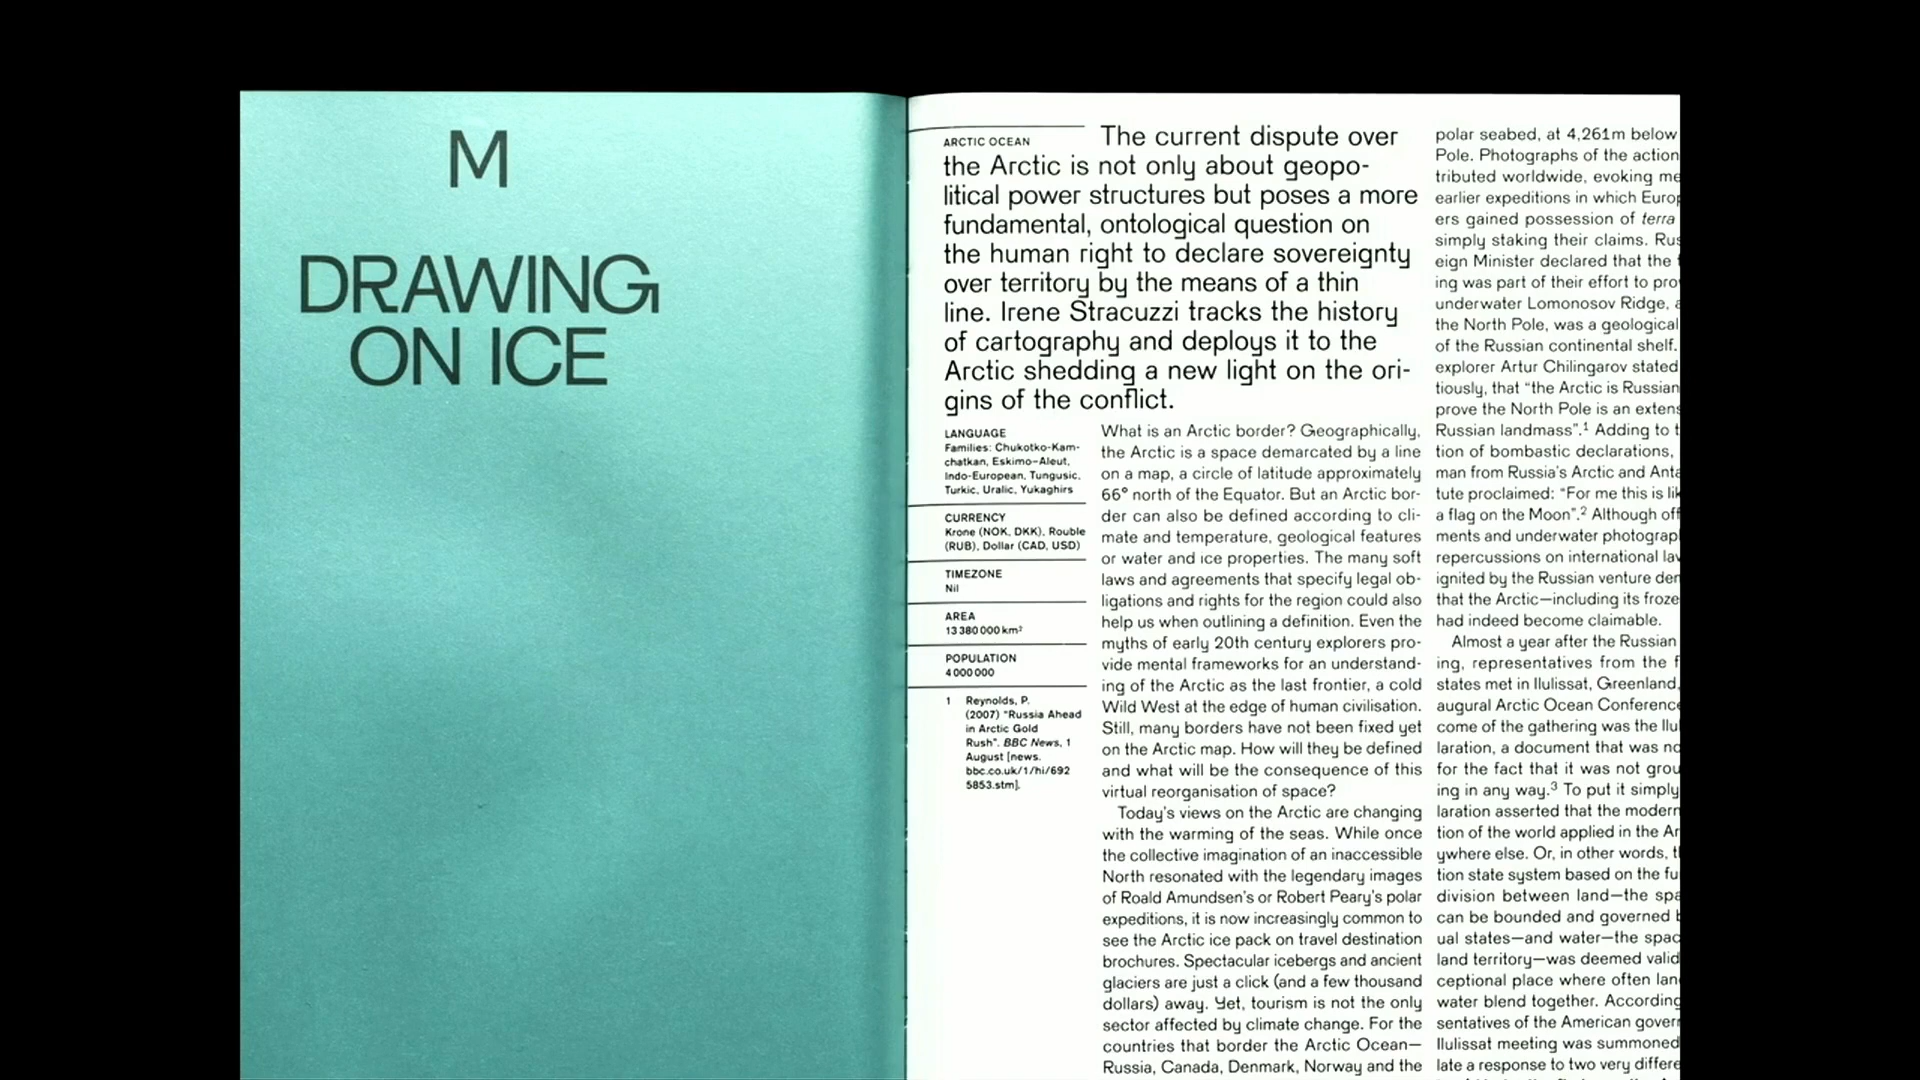 M
DRAWING
ON ICE
ARCTIC OCEAN
The current dispute over
the Arctic is not only about geopo-
litical power structures but poses a more
fundamental, ontological question on
the human right to declare sovereignty
over territory by the means of a thin
line. Irene Stracuzzi tracks the history
of cartography and deploys it to the
Arctic shedding a new light on the ori-
gins of the conflict.
LANGUAGE
Families: Chukotko-Kam-
chatkan, Eskimo–Aleut,
Indo-European, Tungusic,
Turkic, Uralic, Yukaghirs
CURRENCY
Krone (NOK, DKK), Rouble
(RUB), Dollar (CAD, USD)
TIMEZONE
Nil
AREA
13 380 000 km²
POPULATION
4 000 000
1 Reynolds, P.
(2007) "Russia Ahead
in Arctic Gold
Rush". BBC News, 1
August [news.
bbc.co.uk/1/hi/692
5853.stm].
What is an Arctic border? Geographically,
the Arctic is a space demarcated by a line
on a map, a circle of latitude approximately
66° north of the Equator. But an Arctic bor-
der can also be defined according to cli-
mate and temperature, geological features
or water and ice properties. The many soft
laws and agreements that specify legal ob-
ligations and rights for the region could also
help us when outlining a definition. Even the
myths of early 20th century explorers pro-
vide mental frameworks for an understand-
ing of the Arctic as the last frontier, a cold
Wild West at the edge of human civilisation.
Still, many borders have not been fixed yet
on the Arctic map. How will they be defined
and what will be the consequence of this
virtual reorganisation of space?
Today's views on the Arctic are changing
with the warming of the seas. While once
the collective imagination of an inaccessible
North resonated with the legendary images
of Roald Amundsen's or Robert Peary's polar
expeditions, it is now increasingly common to
see the Arctic ice pack on travel destination
brochures. Spectacular icebergs and ancient
glaciers are just a click (and a few thousand
dollars) away. Yet, tourism is not the only
sector affected by climate change. For the
countries that border the Arctic Ocean—
Russia, Canada, Denmark, Norway and the
polar seabed, at 4,261m below
Pole. Photographs of the action
tributed worldwide, evoking me
earlier expeditions in which Europ
ers gained possession of terra
simply staking their claims. Rus
eign Minister declared that the
ing was part of their effort to pro
underwater Lomonosov Ridge, a
the North Pole, was a geological
of the Russian continental shelf.
explorer Artur Chilingarov stated
tiously, that "the Arctic is Russian
prove the North Pole is an extens
Russian landmass".¹ Adding to t
tion of bombastic declarations,
man from Russia's Arctic and Anta
tute proclaimed: "For me this is lik
a flag on the Moon".² Although off
ments and underwater photograp
repercussions on international law
ignited by the Russian venture den
that the Arctic—including its froze
had indeed become claimable.
Almost a year after the Russian
ing, representatives from the f
states met in Ilulissat, Greenland,
augural Arctic Ocean Conference
come of the gathering was the Ilu
laration, a document that was no
for the fact that it was not grou
ing in any way.³ To put it simply
laration asserted that the modern
tion of the world applied in the Ar
ywhere else. Or, in other words, t
tion state system based on the fu
division between land—the spa
can be bounded and governed b
ual states—and water—the spac
land territory—was deemed valid
ceptional place where often lan
water blend together. According
sentatives of the American govern
Ilulissat meeting was summoned
late a response to two very differe